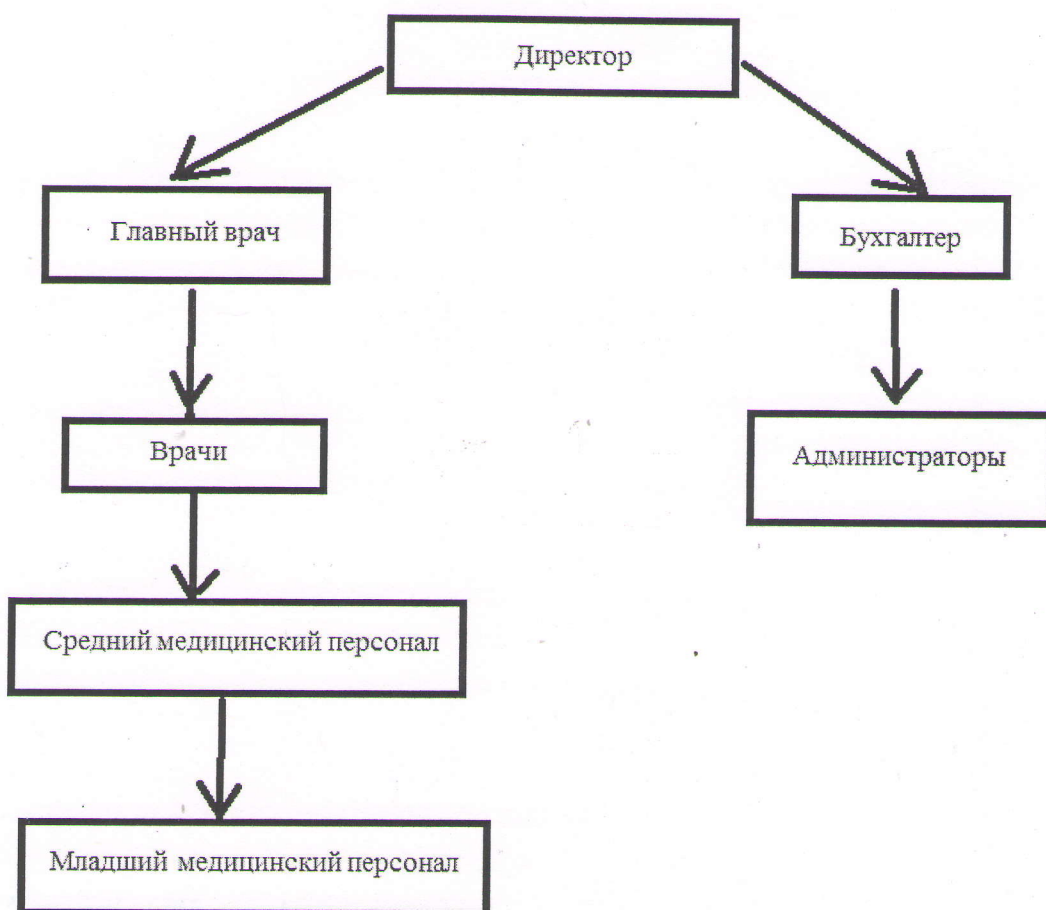 Директор
Главный врач
Бухгалтер
Врачи
Администраторы
Средний медицинский персонал
Младший медицинский персонал